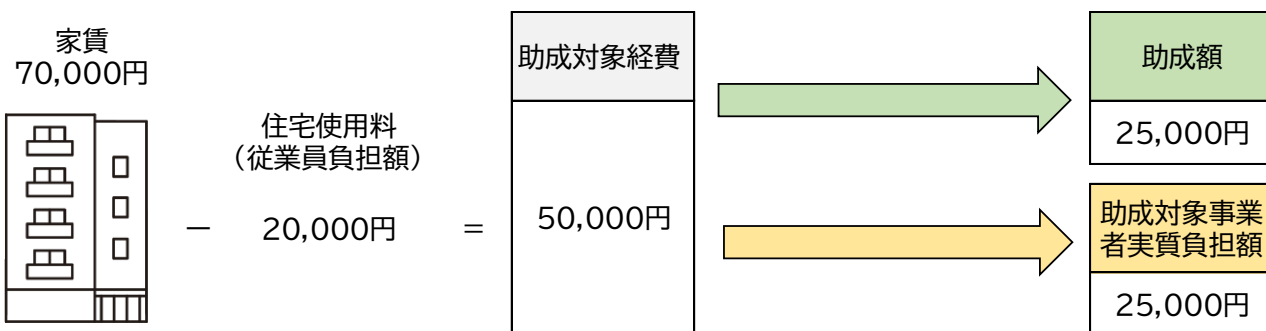 家賃
70,000円
住宅使用料
（従業員負担額）
－ 20,000円 ＝
助成対象経費
50,000円
助成額
25,000円
助成対象事業
者実質負担額
25,000円